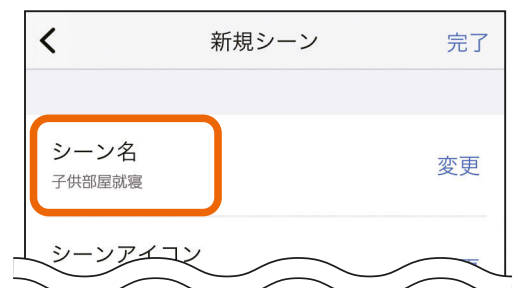 新規シーン
完了
シーン名
子供部屋就寝
変更
シーンアイコン